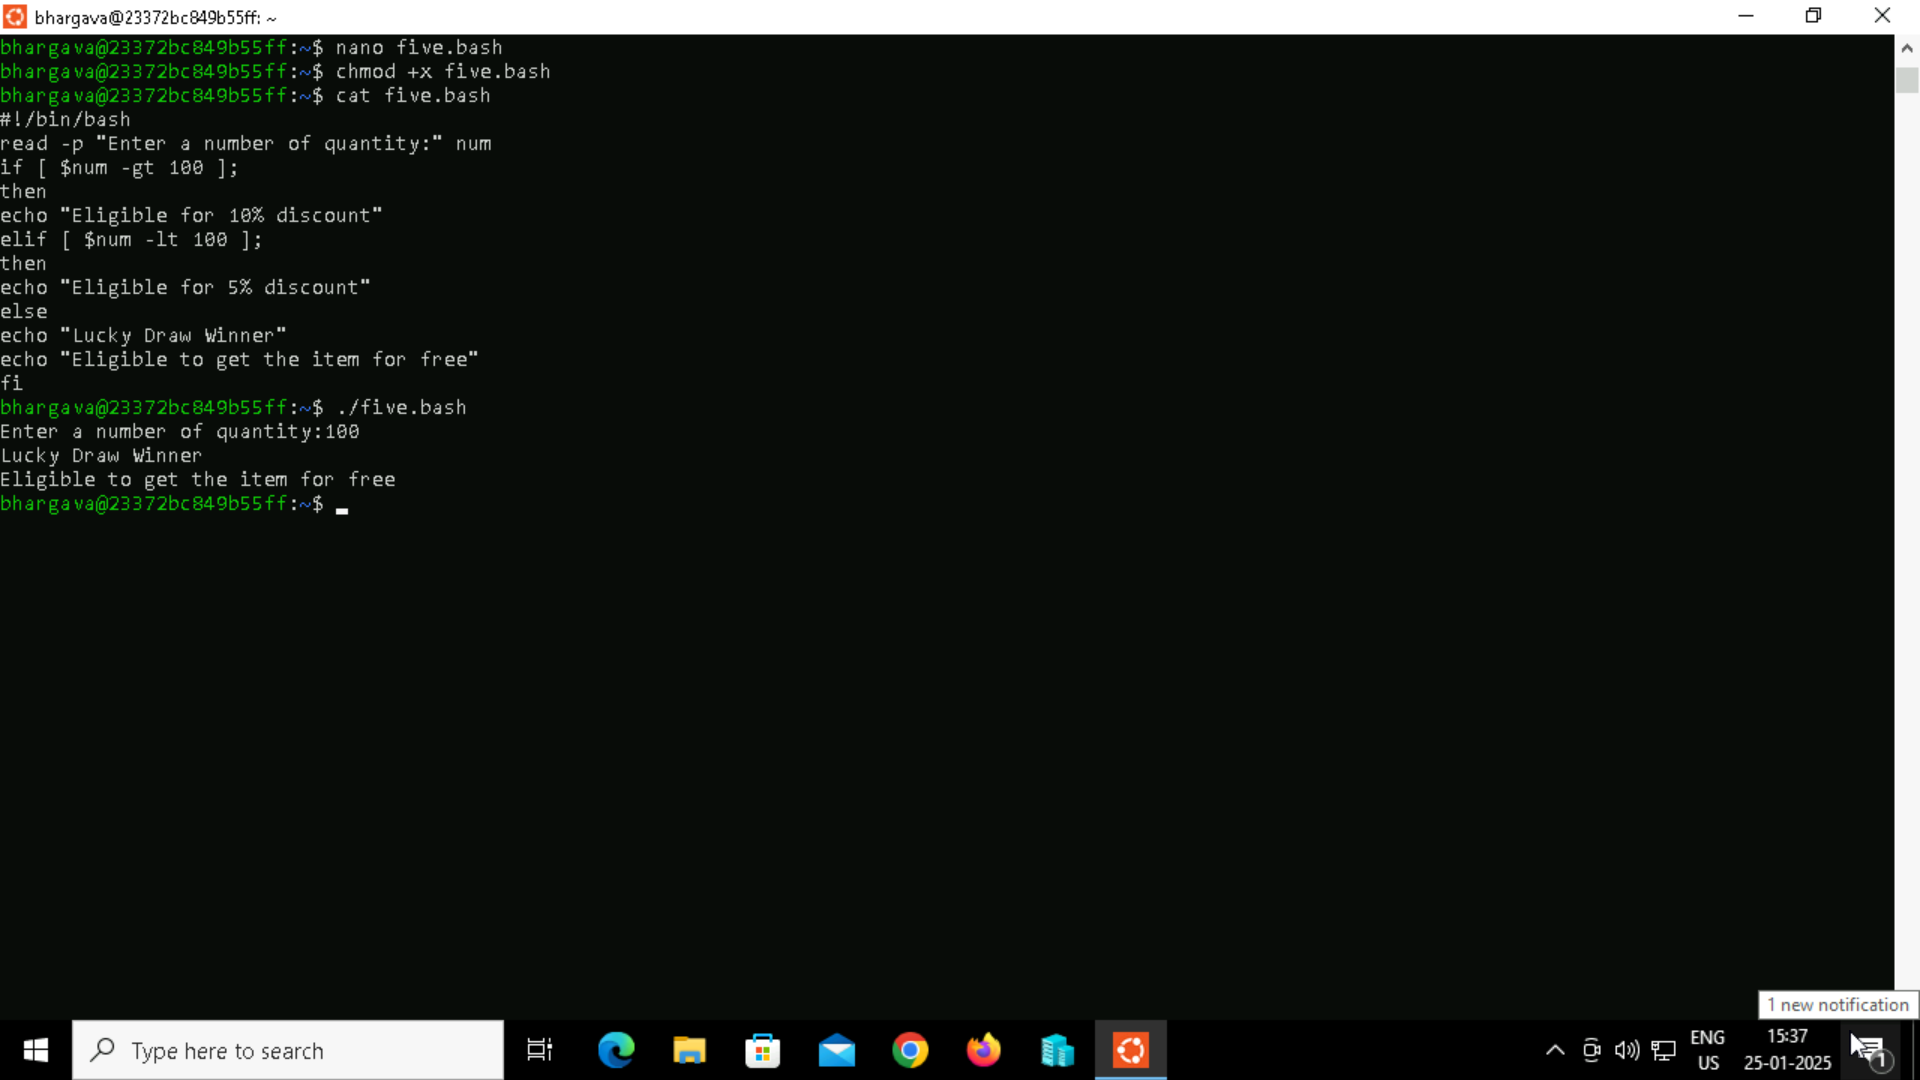 bhargava@23372bc849b55ff: ~
bhargava@23372bc849b55ff:~$ nano five.bash
bhargava@23372bc849b55ff:~$ chmod +x five.bash
bhargava@23372bc849b55ff:~$ cat five.bash
#!/bin/bash
read -p "Enter a number of quantity:" num
if [ $num -gt 100 ];
then
echo "Eligible for 10% discount"
elif [ $num -lt 100 ];
then
echo "Eligible for 5% discount"
else
echo "Lucky Draw Winner"
echo "Eligible to get the item for free"
fi
bhargava@23372bc849b55ff:~$ ./five.bash
Enter a number of quantity:100
Lucky Draw Winner
Eligible to get the item for free
bhargava@23372bc849b55ff:~$
1 new notification
Type here to search
ENG
US
15:37
25-01-2025
1